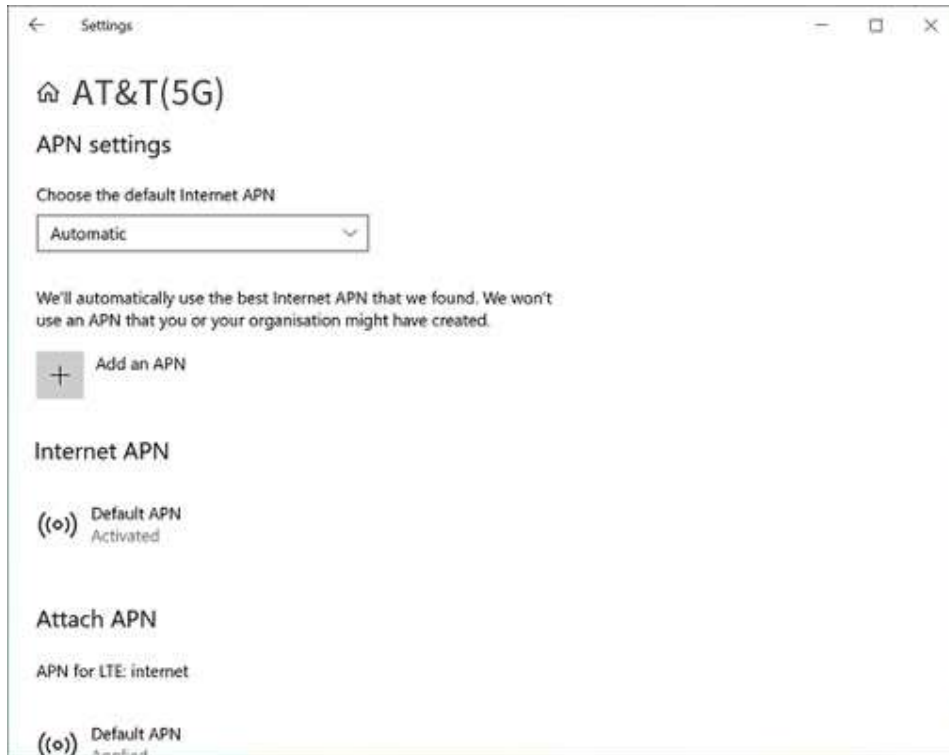 Settings
AT&T(5G)
APN settings
Choose the default Internet APN
Automatic
We'll automatically use the best Internet APN that we found. We won't
use an APN that you or your organisation might have created.
Add an APN
Internet APN
Default APN
Activated
Attach APN
APN for LTE: internet
Default APN
Applied